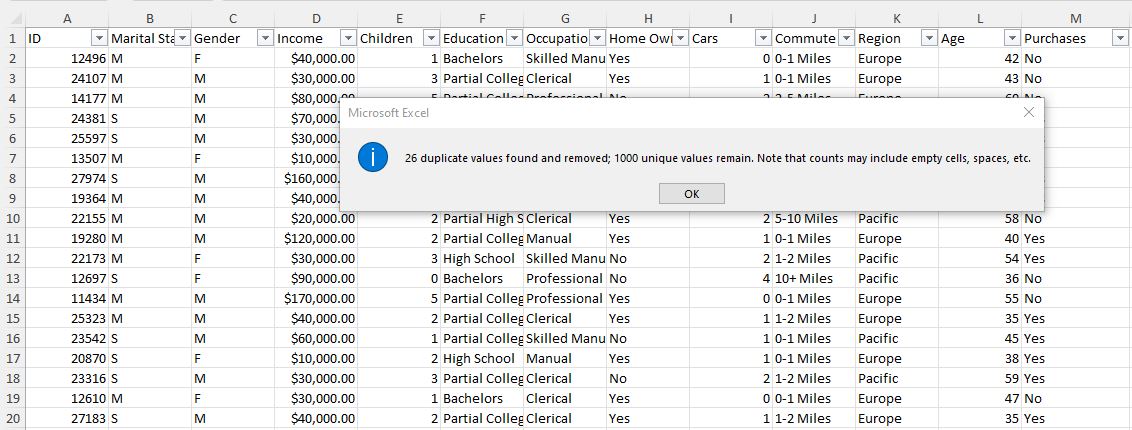 A B C D E F G H I J K L M
1 ID Marital Sta Gender Income Children Education Occupatio Home Own Cars Commute Region Age Purchases
2 12496 M F $40,000.00 1 Bachelors Skilled Manu Yes 0 0-1 Miles Europe 42 No
3 24107 M M $30,000.00 3 Partial Colleg Clerical Yes 1 0-1 Miles Europe 43 No
4 14177 M M $80,000.
5 24381 S M $70,000.
Microsoft Excel
6 25597 S M $30,000.
7 13507 M F $10,000.
26 duplicate values found and removed; 1000 unique values remain. Note that counts may include empty cells, spaces, etc.
8 27974 S M $160,000.
9 19364 M M $40,000.
OK
10 22155 M M $20,000.00 2 Partial High S Clerical Yes 2 5-10 Miles Pacific 58 No
11 19280 M M $120,000.00 2 Partial Colleg Manual Yes 1 0-1 Miles Europe 40 Yes
12 22173 M F $30,000.00 3 High School Skilled Manu No 2 1-2 Miles Pacific 54 Yes
13 12697 S F $90,000.00 0 Bachelors Professional No 4 10+ Miles Pacific 36 No
14 11434 M M $170,000.00 5 Partial Colleg Professional Yes 0 0-1 Miles Europe 55 No
15 25323 M M $40,000.00 2 Partial Colleg Clerical Yes 1 1-2 Miles Europe 35 Yes
16 23542 S M $60,000.00 1 Partial Colleg Skilled Manu No 1 0-1 Miles Pacific 45 Yes
17 20870 S F $10,000.00 2 High School Manual Yes 1 0-1 Miles Europe 38 Yes
18 23316 S M $30,000.00 3 Partial Colleg Clerical No 2 1-2 Miles Pacific 59 Yes
19 12610 M F $30,000.00 1 Bachelors Clerical Yes 0 0-1 Miles Europe 47 No
20 27183 S M $40,000.00 2 Partial Colleg Clerical Yes 1 1-2 Miles Europe 35 Yes